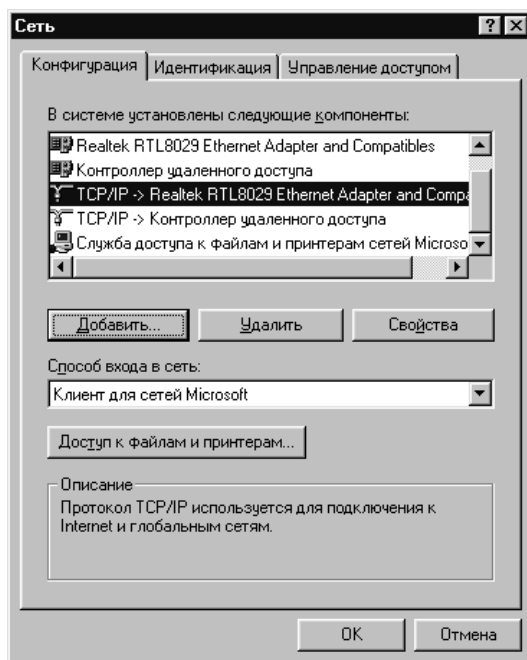 Сеть
Конфигурация Идентификация Управление доступом
В системе установлены следующие компоненты:
Realtek RTL8029 Ethernet Adapter and Compatibles
Контроллер удаленного доступа
TCP/IP -> Realtek RTL8029 Ethernet Adapter and Compa
TCP/IP -> Контроллер удаленного доступа
Служба доступа к файлам и принтерам сетей Microso
Добавить... Удалить Свойства
Способ входа в сеть:
Клиент для сетей Microsoft
Доступ к файлам и принтерам...
Описание
Протокол TCP/IP используется для подключения к
Internet и глобальным сетям.
OK Отмена